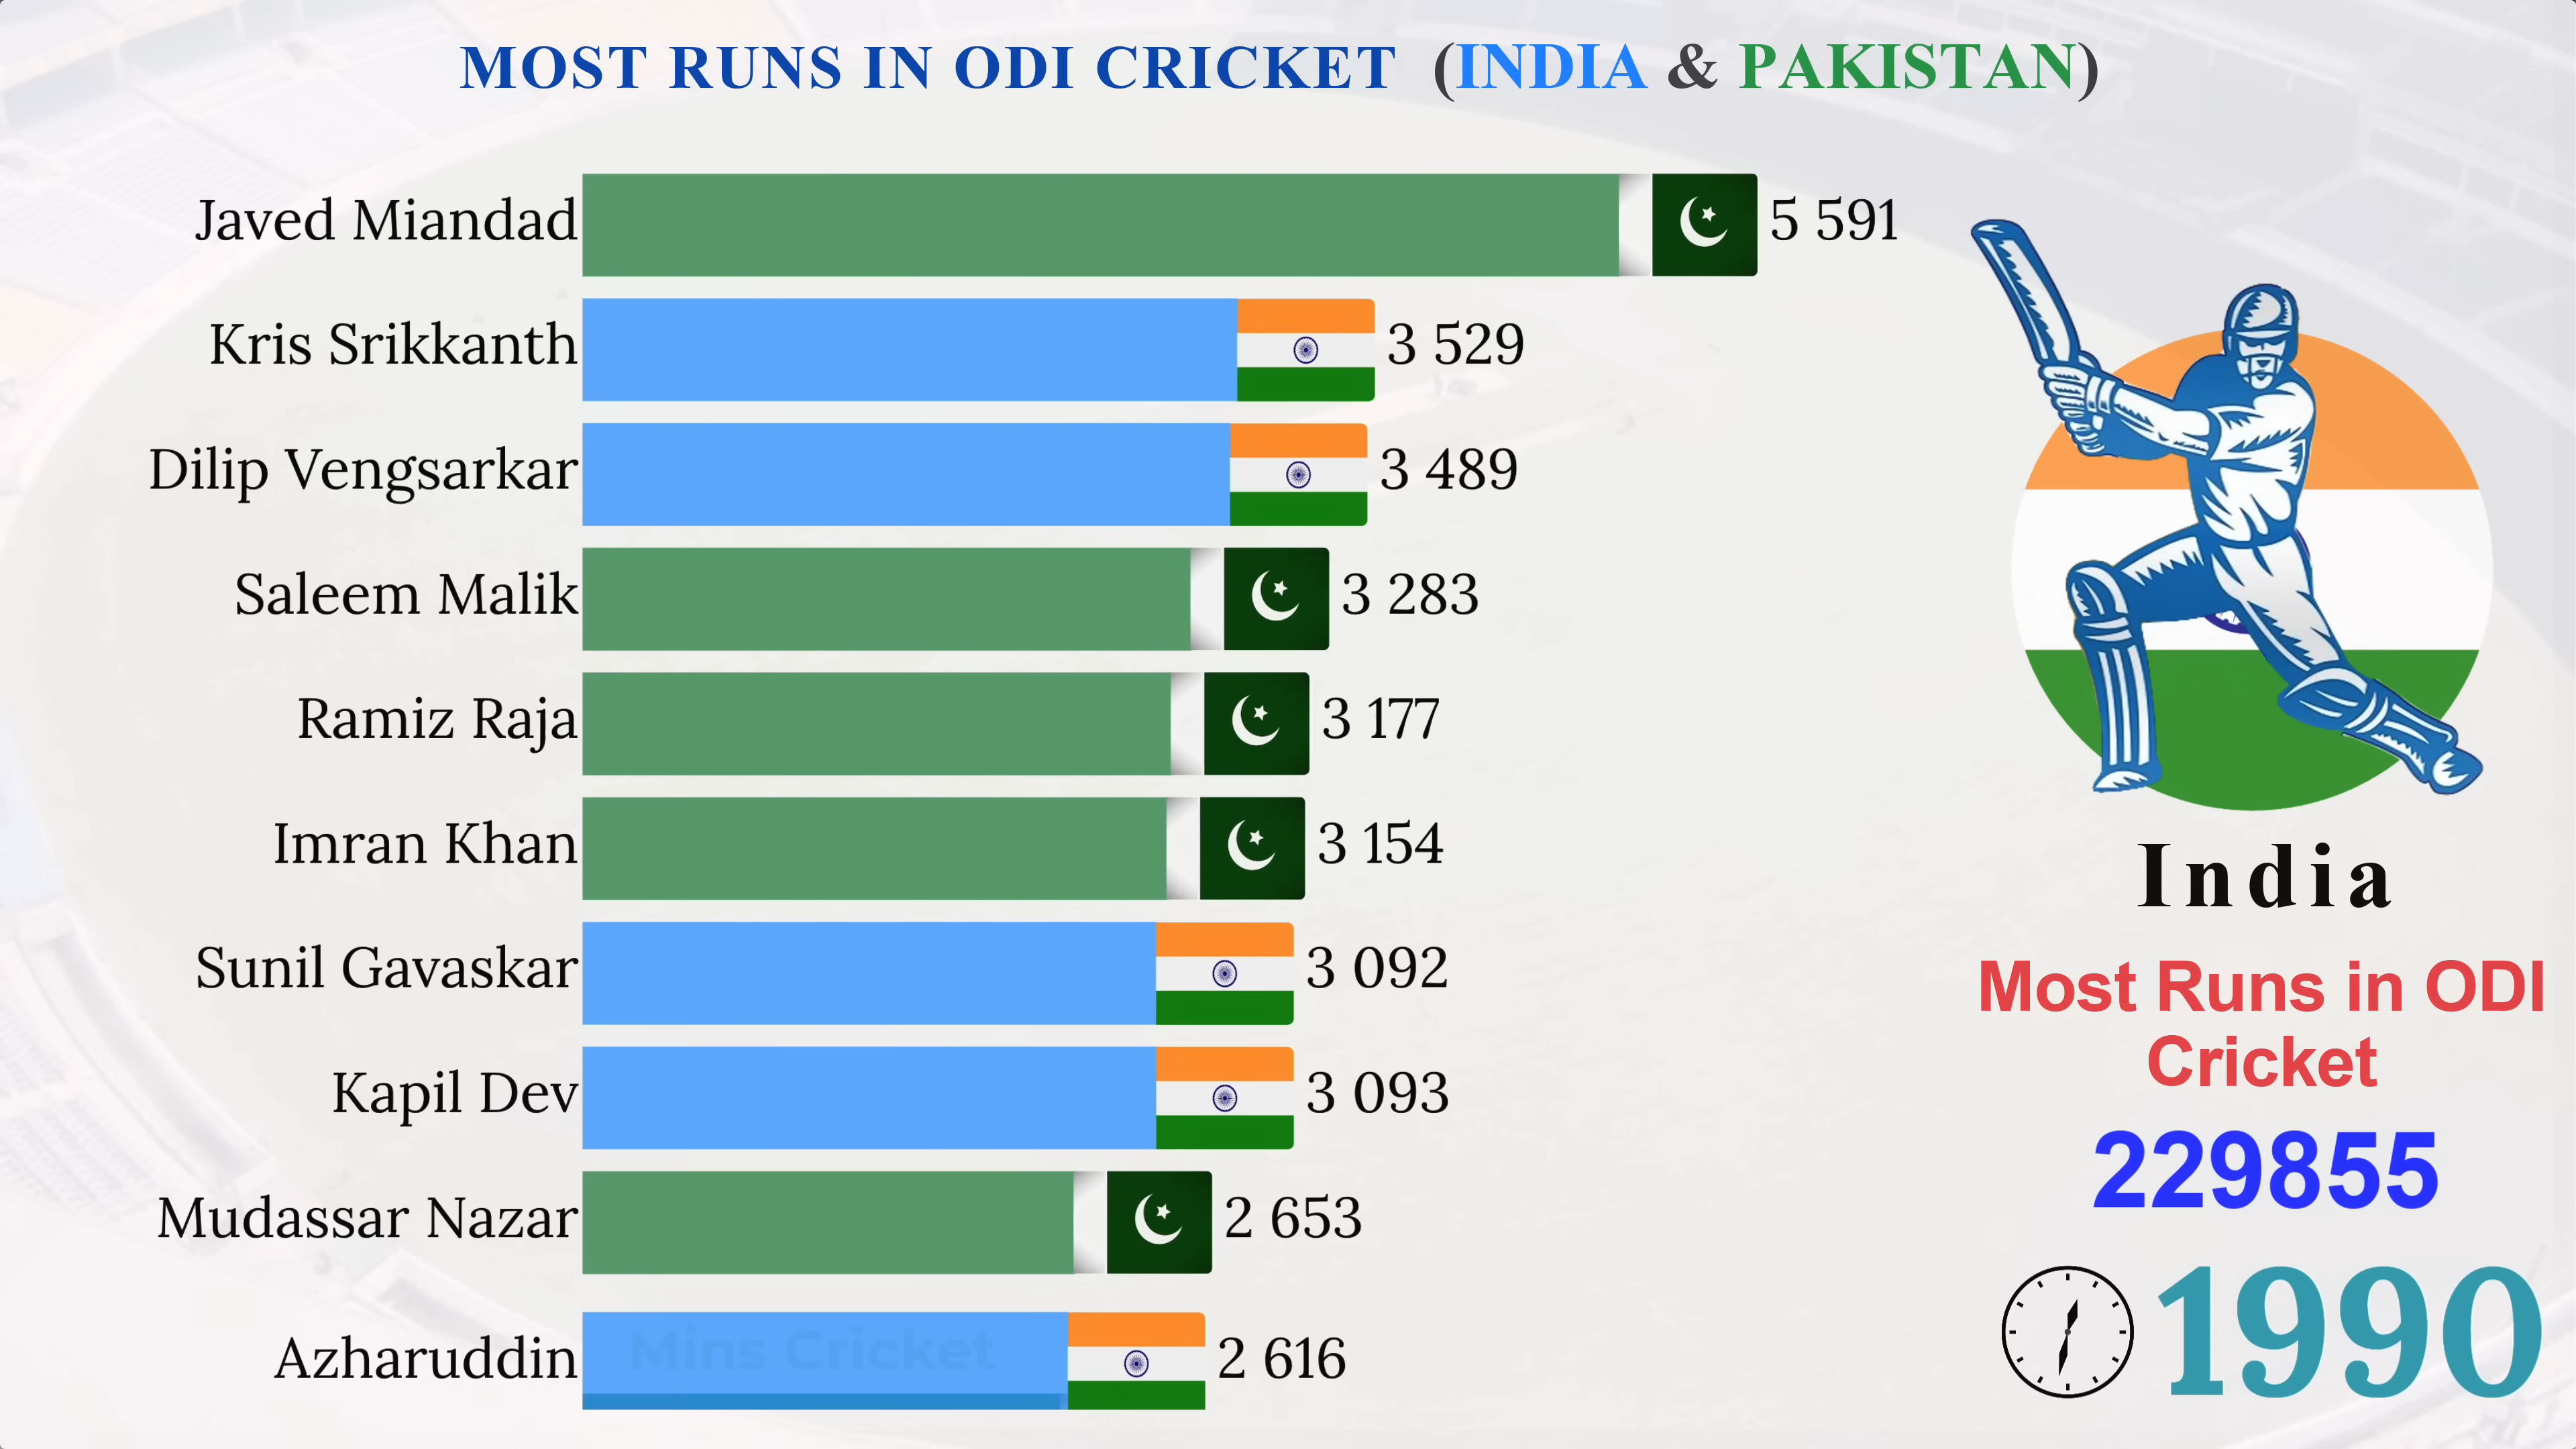 MOST RUNS IN ODI CRICKET (INDIA & PAKISTAN)
Javed Miandad 5 591
Kris Srikkanth 3 529
Dilip Vengsarkar 3 489
Saleem Malik 3 283
Ramiz Raja 3 177
Imran Khan 3 154
Sunil Gavaskar 3 092
Kapil Dev 3 093
Mudassar Nazar 2 653
Azharuddin Mins Cricket 2 616
India
Most Runs in ODI
Cricket
229855
1990